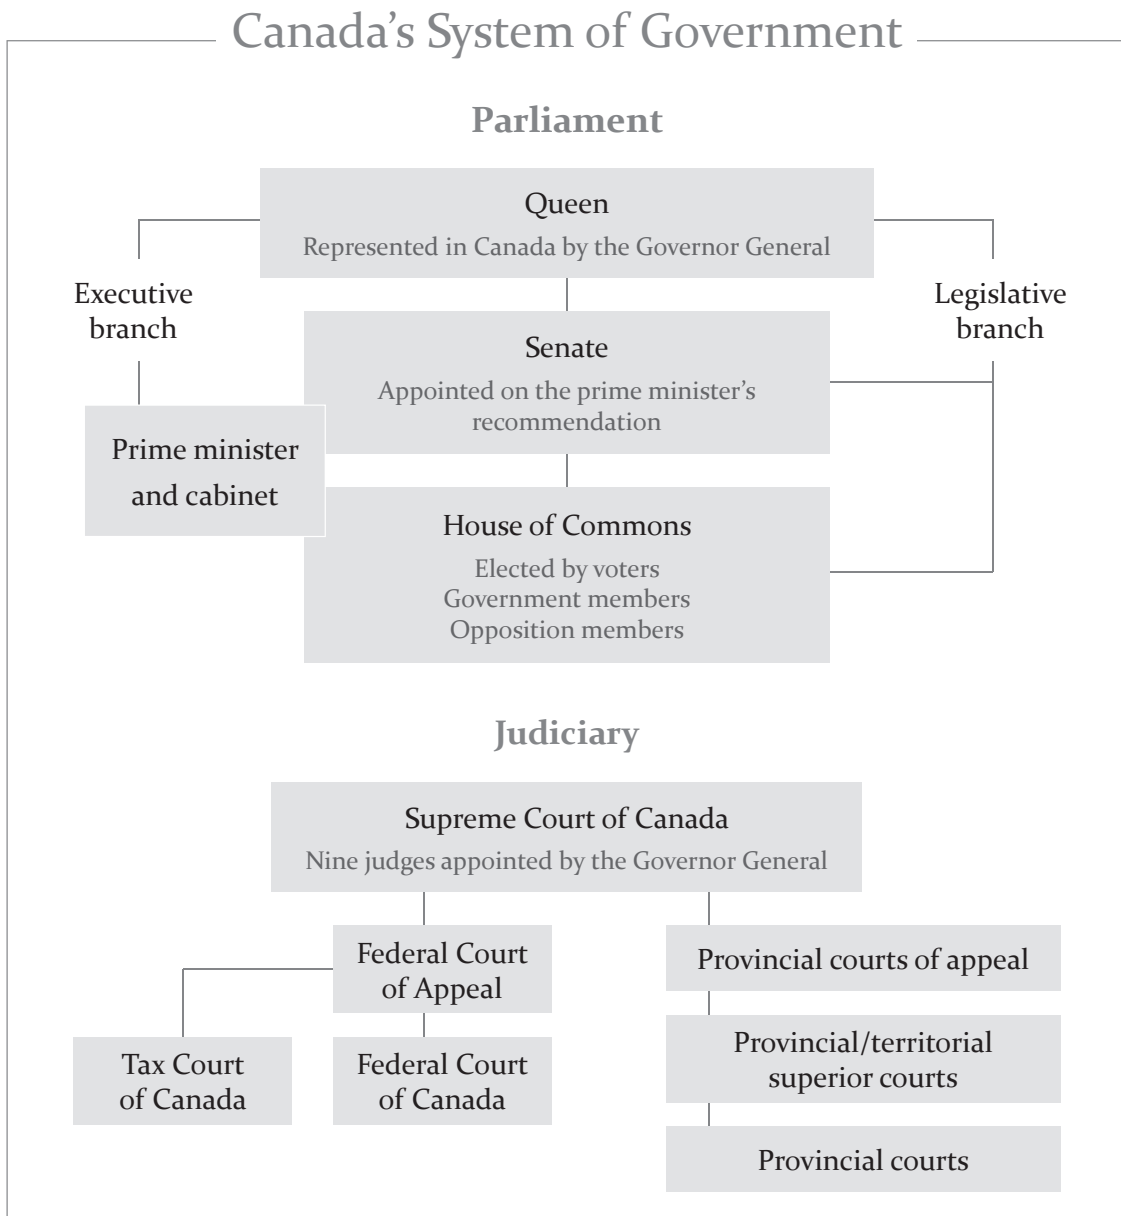 Canada’s System of Government
Parliament
Queen
Represented in Canada by the Governor General
Executive
branch
Legislative
branch
Senate
Appointed on the prime minister’s
recommendation
Prime minister
and cabinet
House of Commons
Elected by voters
Government members
Opposition members
Judiciary
Supreme Court of Canada
Nine judges appointed by the Governor General
Federal Court
of Appeal
Provincial courts of appeal
Tax Court
of Canada
Federal Court
of Canada
Provincial/territorial
superior courts
Provincial courts